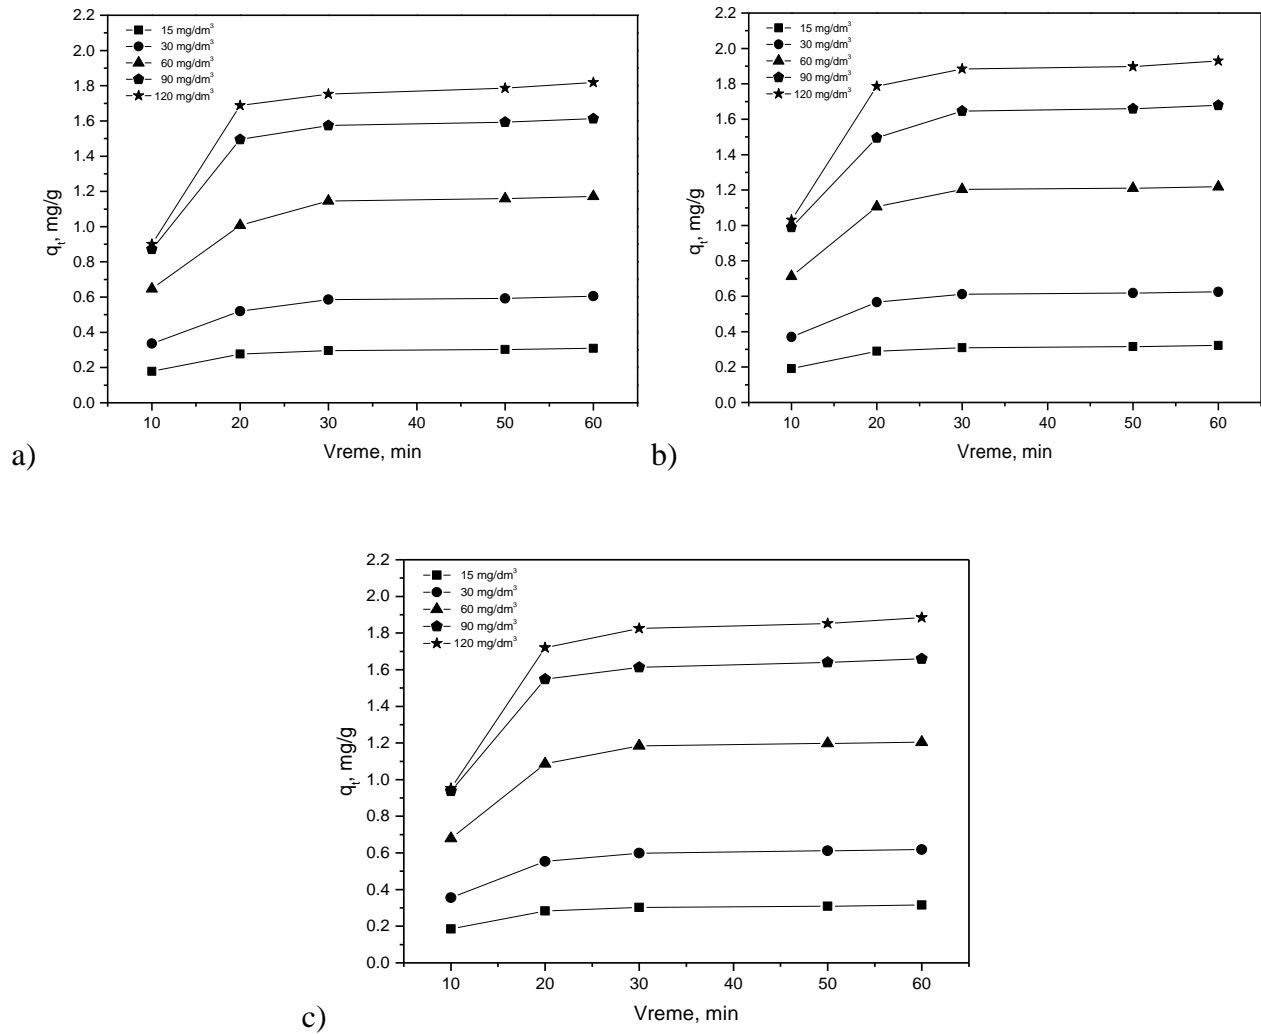 2.2
2.0
1.8
1.6
1.4
1.2
1.0
0.8
0.6
0.4
0.2
0.0
qt, mg/g
15 mg/dm³
30 mg/dm³
60 mg/dm³
90 mg/dm³
120 mg/dm³
10 20 30 40 50 60
Vreme, min
a)
2.2
2.0
1.8
1.6
1.4
1.2
1.0
0.8
0.6
0.4
0.2
0.0
qt, mg/g
15 mg/dm³
30 mg/dm³
60 mg/dm³
90 mg/dm³
120 mg/dm³
10 20 30 40 50 60
Vreme, min
b)
2.2
2.0
1.8
1.6
1.4
1.2
1.0
0.8
0.6
0.4
0.2
0.0
qt, mg/g
15 mg/dm³
30 mg/dm³
60 mg/dm³
90 mg/dm³
120 mg/dm³
10 20 30 40 50 60
Vreme, min
c)